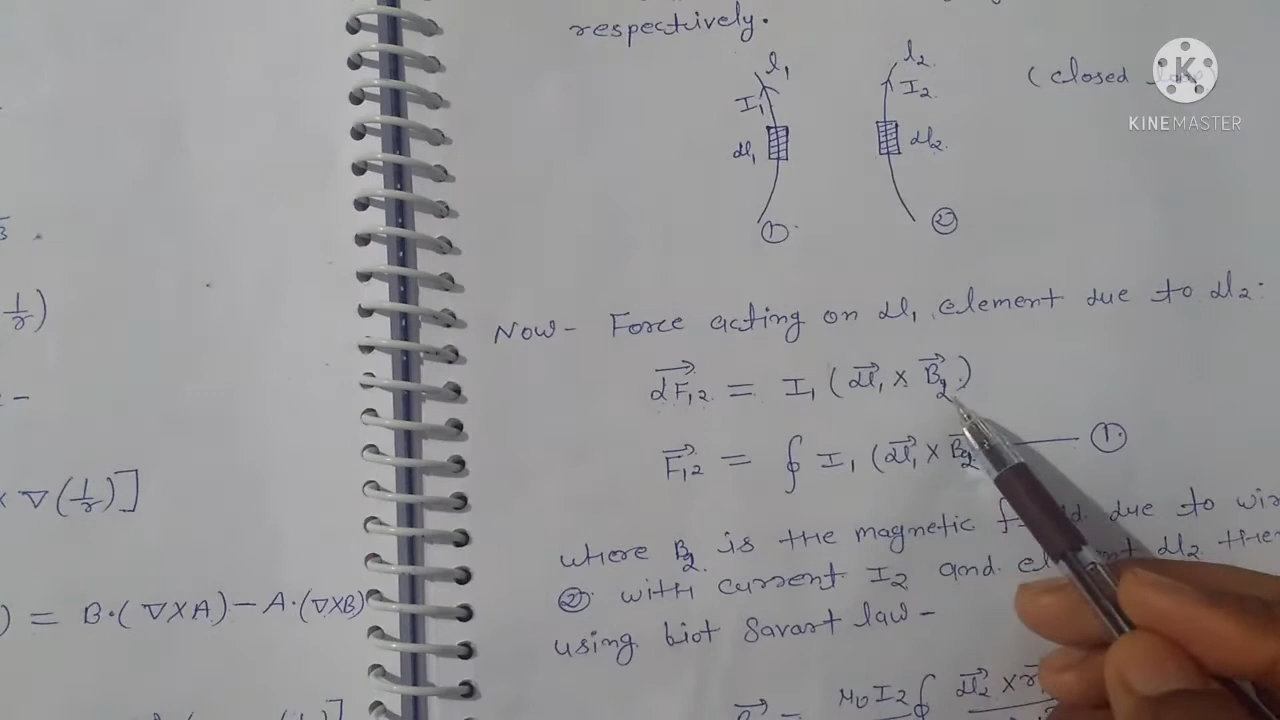 respectively.
l1 l2 (closed loop)
I1 I2.
dl1 dl2.
① ②
KINEMASTER
Now- Force acting on dl1 element due to dl2.
dF12 = I1 (dl1 × B2)
F12 = ∮ I1 (dl1 × B2 ——— ①
where B2 is the magnetic field due to
② with current I2 and element dl2
using biot Savart law-
μ0 I2 ∮ dl2 ×
1/r)
× ∇(1/r)]
) = B·(∇×A) − A·(∇×B)